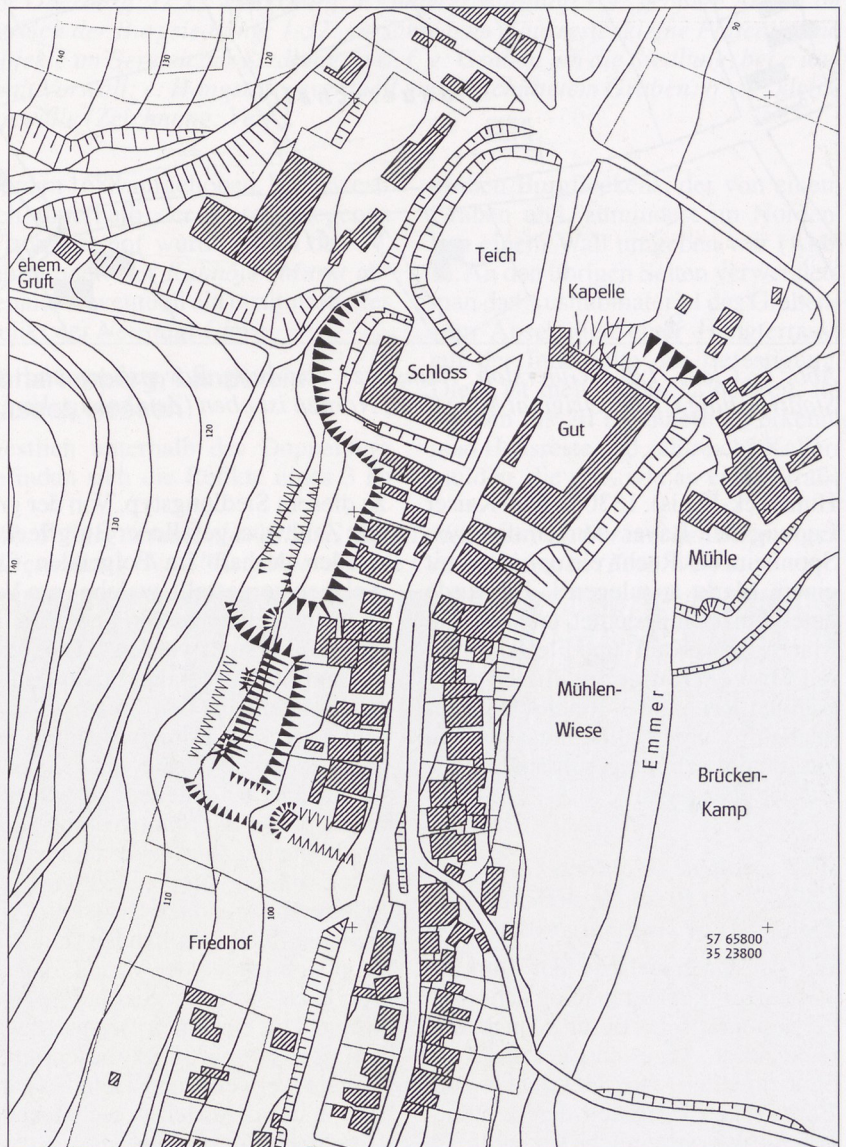 140
130
120
90
ehem.
Gruft
Teich
Kapelle
Schloss
Gut
120
130
140
Mühle
Mühlen-
Wiese
Emmer
Brücken-
Kamp
110
100
Friedhof
57 65800
35 23800